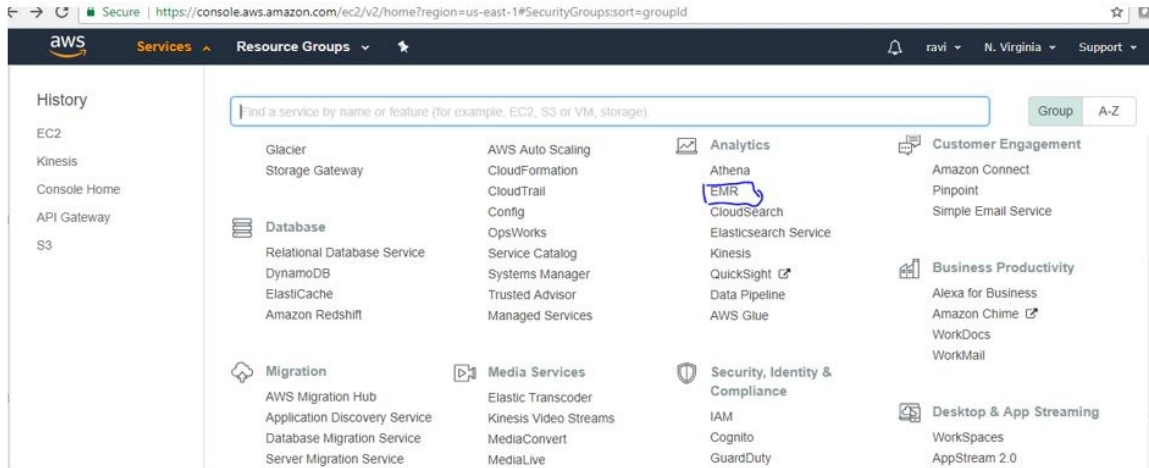 Secure | https://console.aws.amazon.com/ec2/v2/home?region=us-east-1#SecurityGroups:sort=groupId
aws Services Resource Groups ravi N. Virginia Support
History
EC2
Kinesis
Console Home
API Gateway
S3
Find a service by name or feature (for example, EC2, S3 or VM, storage).
Group A-Z
Glacier
Storage Gateway
Database
Relational Database Service
DynamoDB
ElastiCache
Amazon Redshift
Migration
AWS Migration Hub
Application Discovery Service
Database Migration Service
Server Migration Service
AWS Auto Scaling
CloudFormation
CloudTrail
Config
OpsWorks
Service Catalog
Systems Manager
Trusted Advisor
Managed Services
Media Services
Elastic Transcoder
Kinesis Video Streams
MediaConvert
MediaLive
Analytics
Athena
EMR
CloudSearch
Elasticsearch Service
Kinesis
QuickSight
Data Pipeline
AWS Glue
Security, Identity &
Compliance
IAM
Cognito
GuardDuty
Customer Engagement
Amazon Connect
Pinpoint
Simple Email Service
Business Productivity
Alexa for Business
Amazon Chime
WorkDocs
WorkMail
Desktop & App Streaming
WorkSpaces
AppStream 2.0